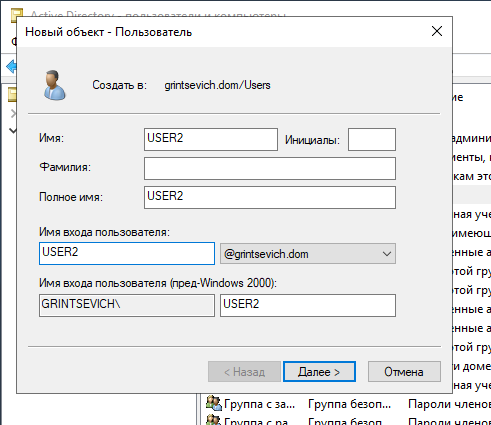 Active Directory - пользователи и компьютеры
Новый объект - Пользователь
Создать в: grintsevich.dom/Users
Имя: USER2 Инициалы:
Фамилия:
Полное имя: USER2
Имя входа пользователя:
USER2 @grintsevich.dom
Имя входа пользователя (пред-Windows 2000):
GRINTSEVICH\ USER2
< Назад Далее > Отмена
Группа с за... Группа безоп... Пароли членов
Группа с ра... Группа безоп... Пароли членов